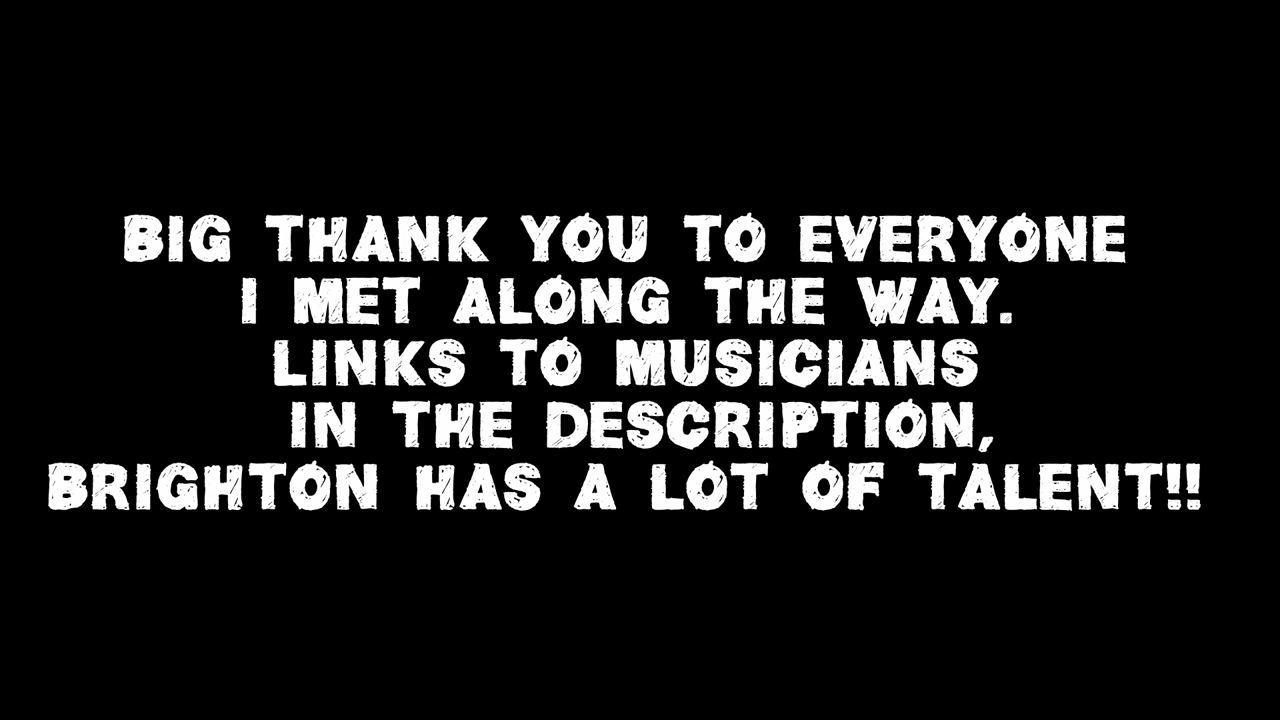 BIG THANK YOU TO EVERYONE
I MET ALONG THE WAY.
LINKS TO MUSICIANS
IN THE DESCRIPTION,
BRIGHTON HAS A LOT OF TALENT!!